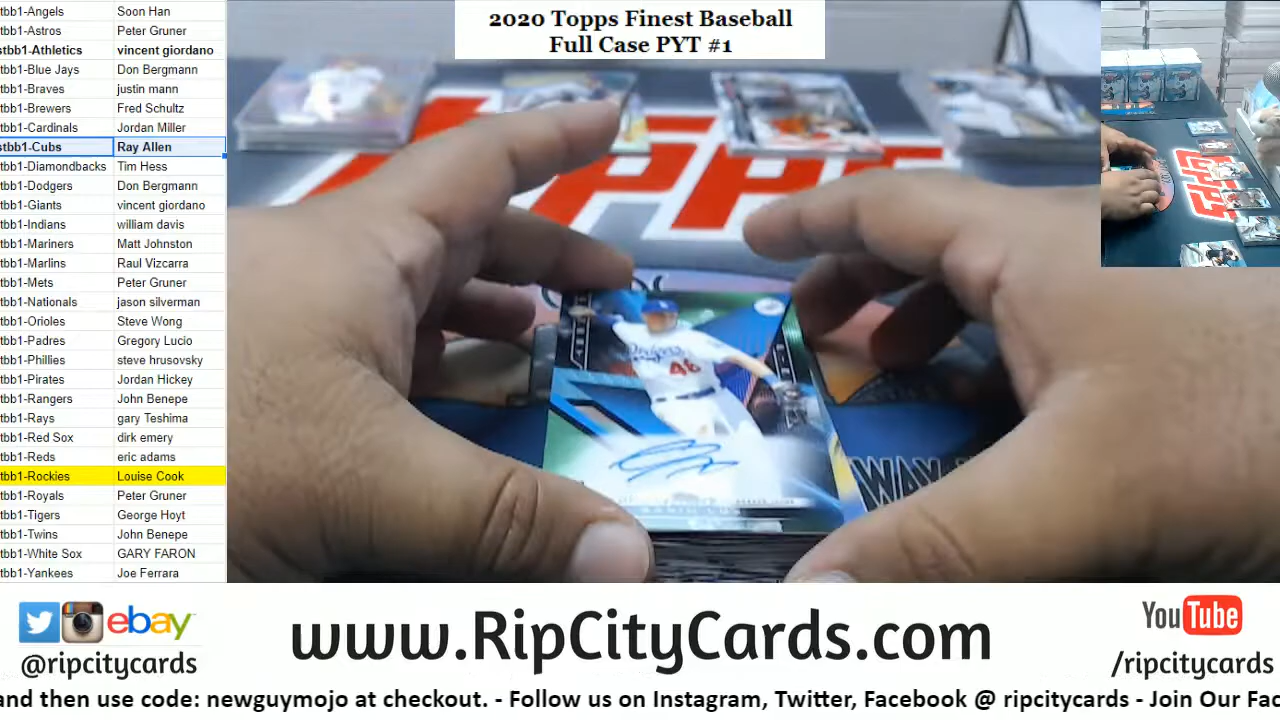 2020 Topps Finest Baseball
Full Case PYT #1
tbb1-Angels Soon Han
tbb1-Astros Peter Gruner
stbb1-Athletics vincent giordano
tbb1-Blue Jays Don Bergmann
tbb1-Braves justin mann
tbb1-Brewers Fred Schultz
tbb1-Cardinals Jordan Miller
stbb1-Cubs Ray Allen
tbb1-Diamondbacks Tim Hess
tbb1-Dodgers Don Bergmann
tbb1-Giants vincent giordano
tbb1-Indians william davis
tbb1-Mariners Matt Johnston
tbb1-Marlins Raul Vizcarra
tbb1-Mets Peter Gruner
tbb1-Nationals jason silverman
tbb1-Orioles Steve Wong
tbb1-Padres Gregory Lucio
tbb1-Phillies steve hrusovsky
tbb1-Pirates Jordan Hickey
tbb1-Rangers John Benepe
tbb1-Rays gary Teshima
tbb1-Red Sox dirk emery
tbb1-Reds eric adams
tbb1-Rockies Louise Cook
tbb1-Royals Peter Gruner
tbb1-Tigers George Hoyt
tbb1-Twins John Benepe
tbb1-White Sox GARY FARON
tbb1-Yankees Joe Ferrara
TOPPS
TOPPS
Dodgers
46
WAY
ebay
@ripcitycards
www.RipCityCards.com
YouTube
/ripcitycards
and then use code: newguymojo at checkout. - Follow us on Instagram, Twitter, Facebook @ ripcitycards - Join Our Fac